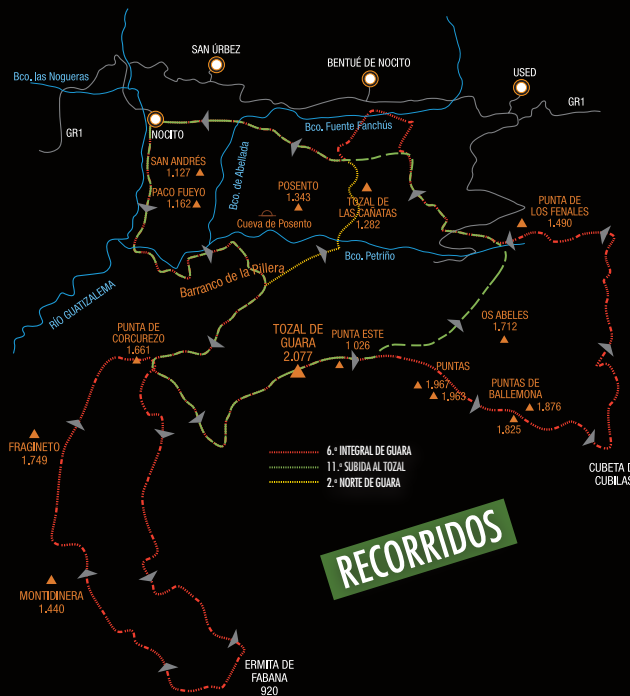 SAN ÚRBEZ
BENTUÉ DE NOCITO
USED
Bco. las Nogueras
GR1
Bco. Fuente Fanchús
GR1
NOCITO
SAN ANDRÉS
1.127
PACO FUEYO
1.162
Bco. de Abellada
POSENTO
1.343
Cueva de Posento
TOZAL DE
LAS CAÑATAS
1.282
PUNTA DE
LOS FENALES
1.490
Bco. Petriño
Barranco de la Pillera
RÍO GUATIZALEMA
PUNTA DE
CORCUREZO
1.661
TOZAL DE
GUARA
2.077
PUNTA ESTE
1 026
OS ABELES
1.712
PUNTAS
1.967
1.963
PUNTAS DE
BALLEMONA
1.876
1.825
FRAGINETO
1.749
6.ª INTEGRAL DE GUARA
11.ª SUBIDA AL TOZAL
2.ª NORTE DE GUARA
CUBETA D
CUBILAS
RECORRIDOS
MONTIDINERA
1.440
ERMITA DE
FABANA
920